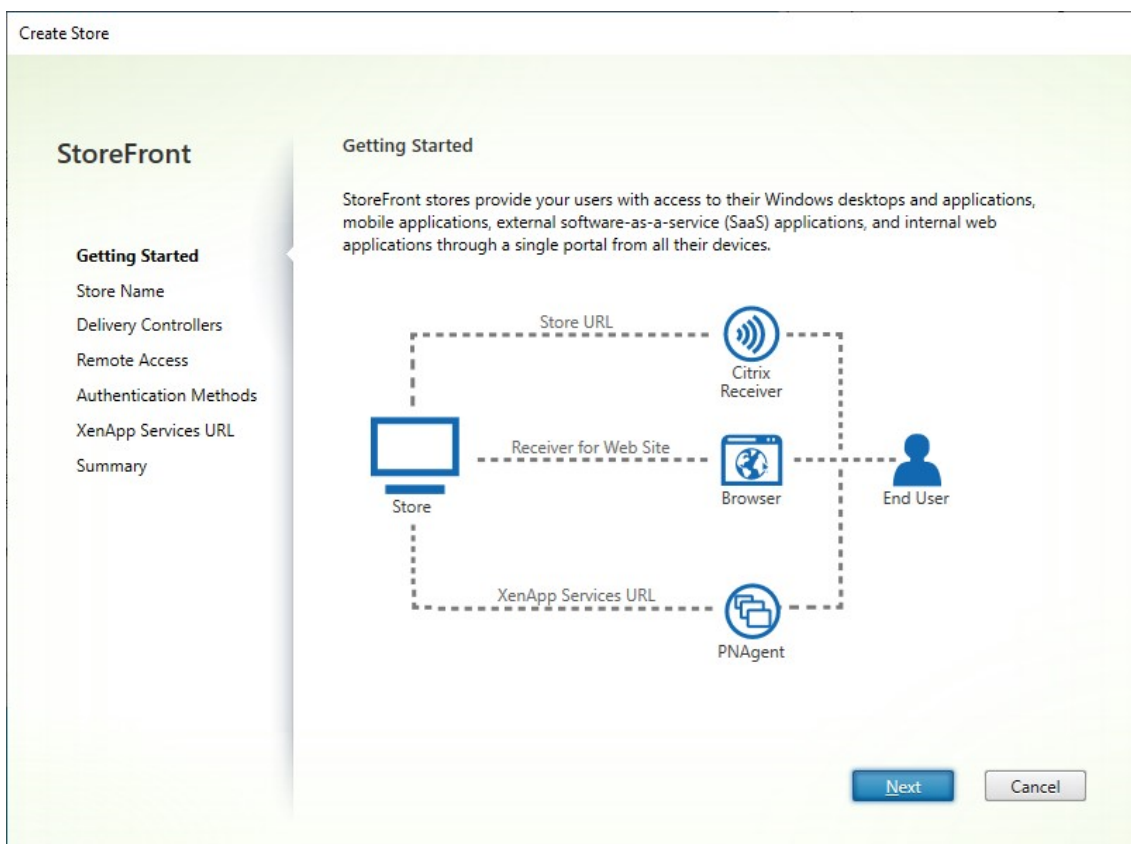 Create Store
StoreFront
Getting Started
Store Name
Delivery Controllers
Remote Access
Authentication Methods
XenApp Services URL
Summary
Getting Started
StoreFront stores provide your users with access to their Windows desktops and applications,
mobile applications, external software-as-a-service (SaaS) applications, and internal web
applications through a single portal from all their devices.
Store URL
Citrix
Receiver
Receiver for Web Site
Store
Browser
End User
XenApp Services URL
PNAgent
Next
Cancel